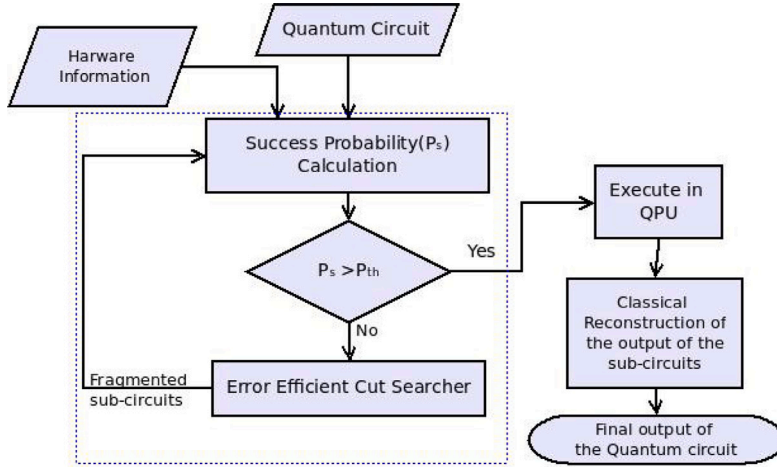 Harware
Information
Quantum Circuit
Success Probability(Pₛ)
Calculation
Pₛ >Pₜₕ
Yes
No
Error Efficient Cut Searcher
Fragmented
sub-circuits
Execute in
QPU
Classical
Reconstruction of
the output of the
sub-circuits
Final output of
the Quantum circuit